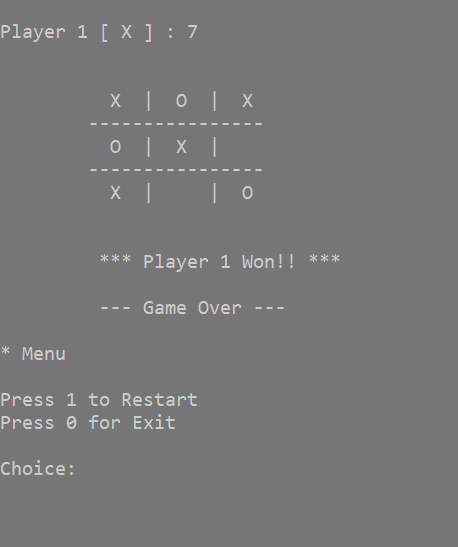 Player 1 [ X ] : 7
X | O | X
----------------
O | X |
----------------
X | | O
*** Player 1 Won!! ***
--- Game Over ---
* Menu
Press 1 to Restart
Press 0 for Exit
Choice: